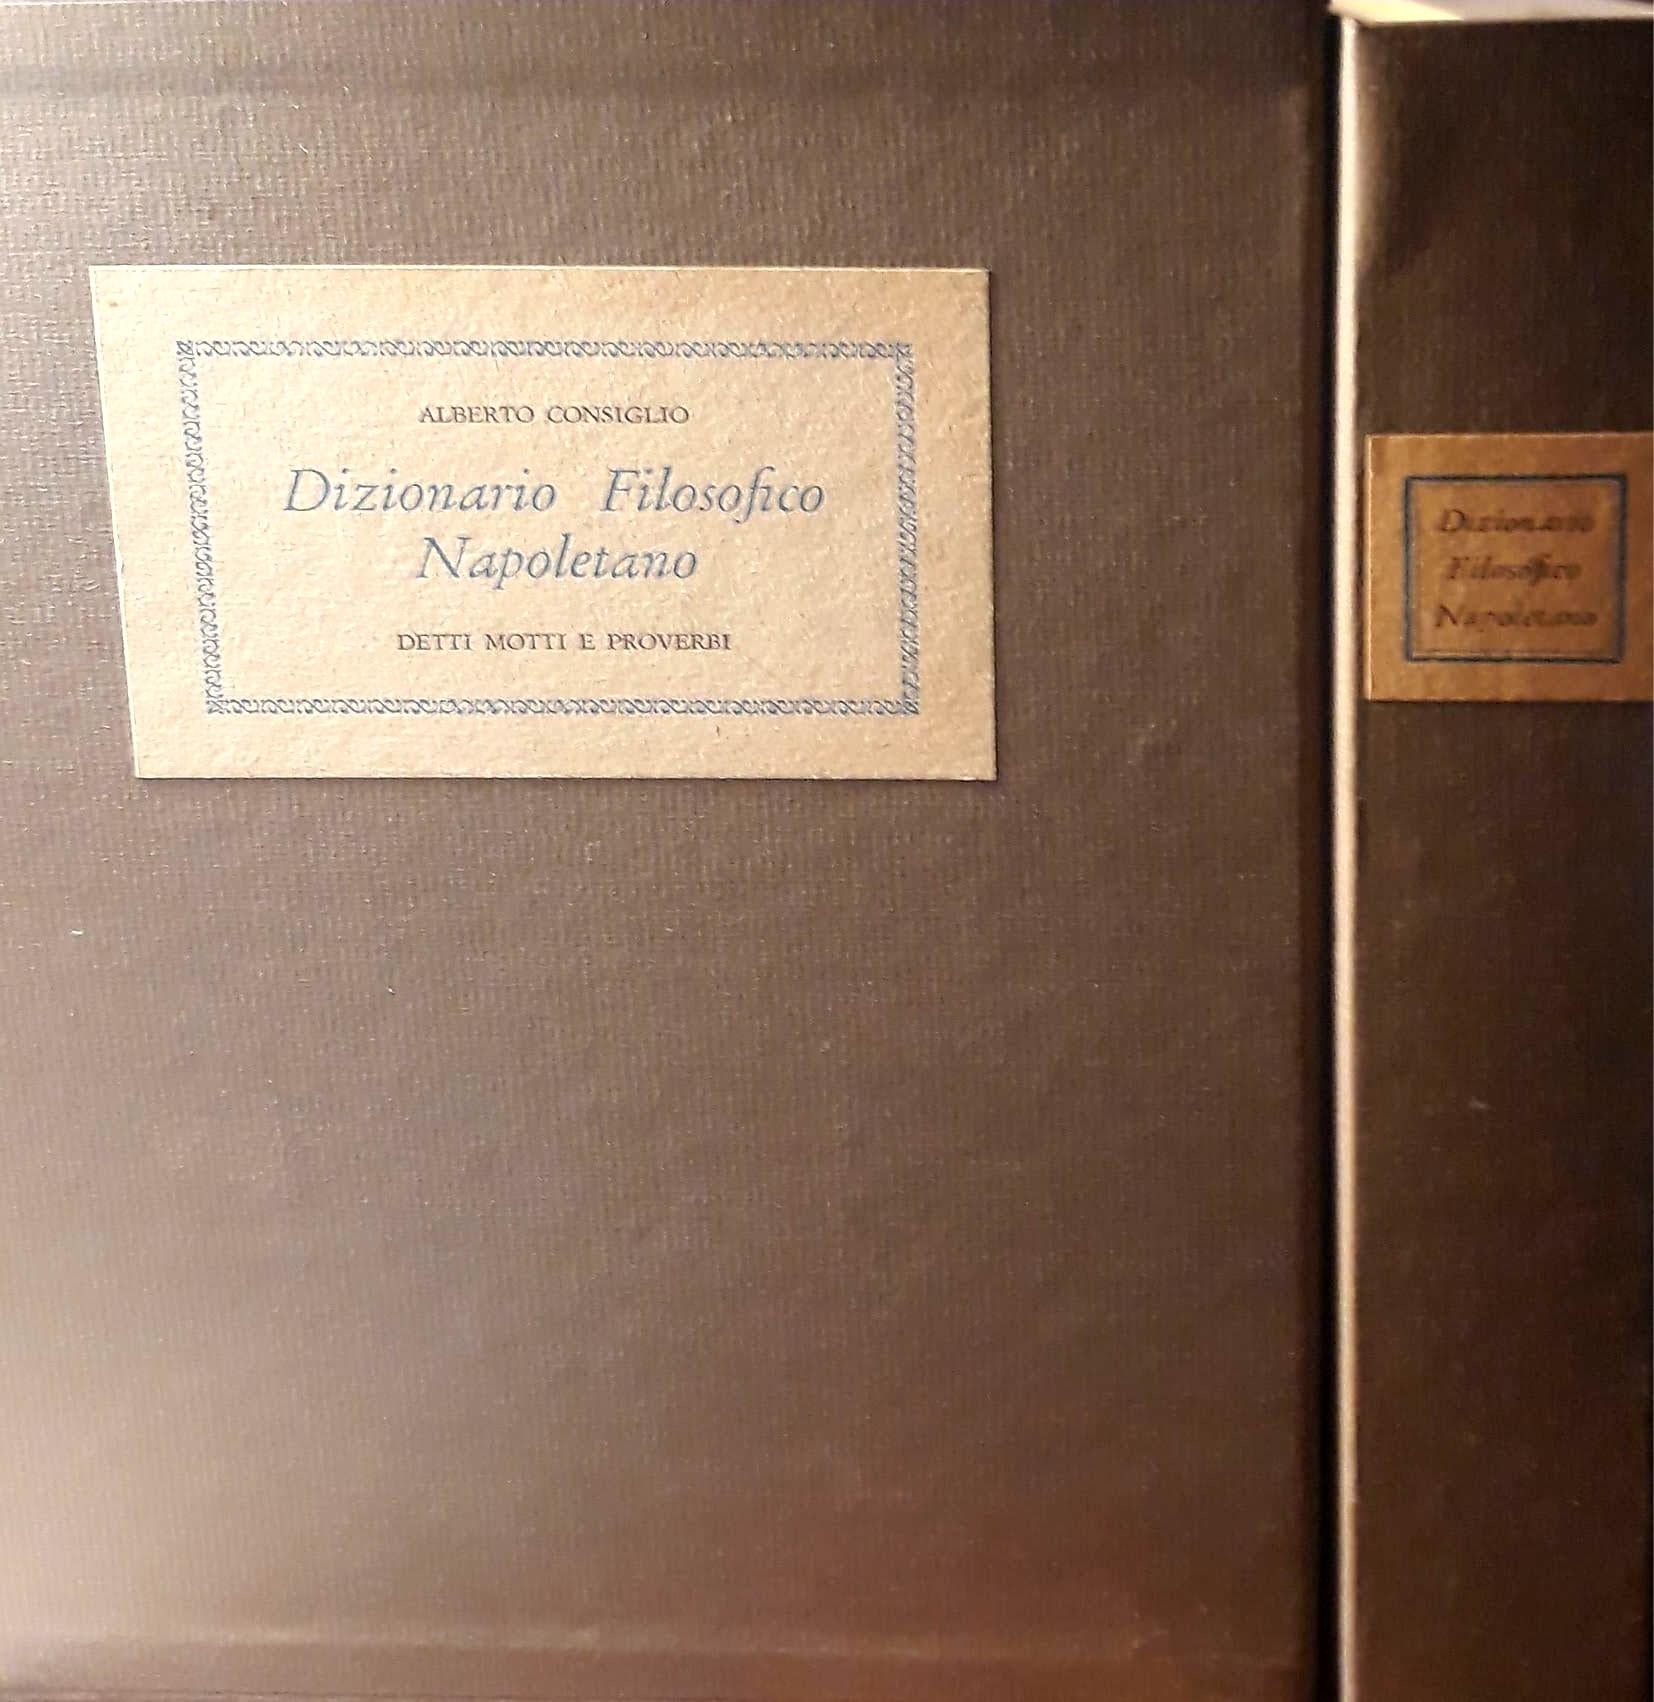 ALBERTO CONSIGLIO
Dizionario Filosofico
Napoletano
DETTI MOTTI E PROVERBI
Dizionario
Filosofico
Napoletano